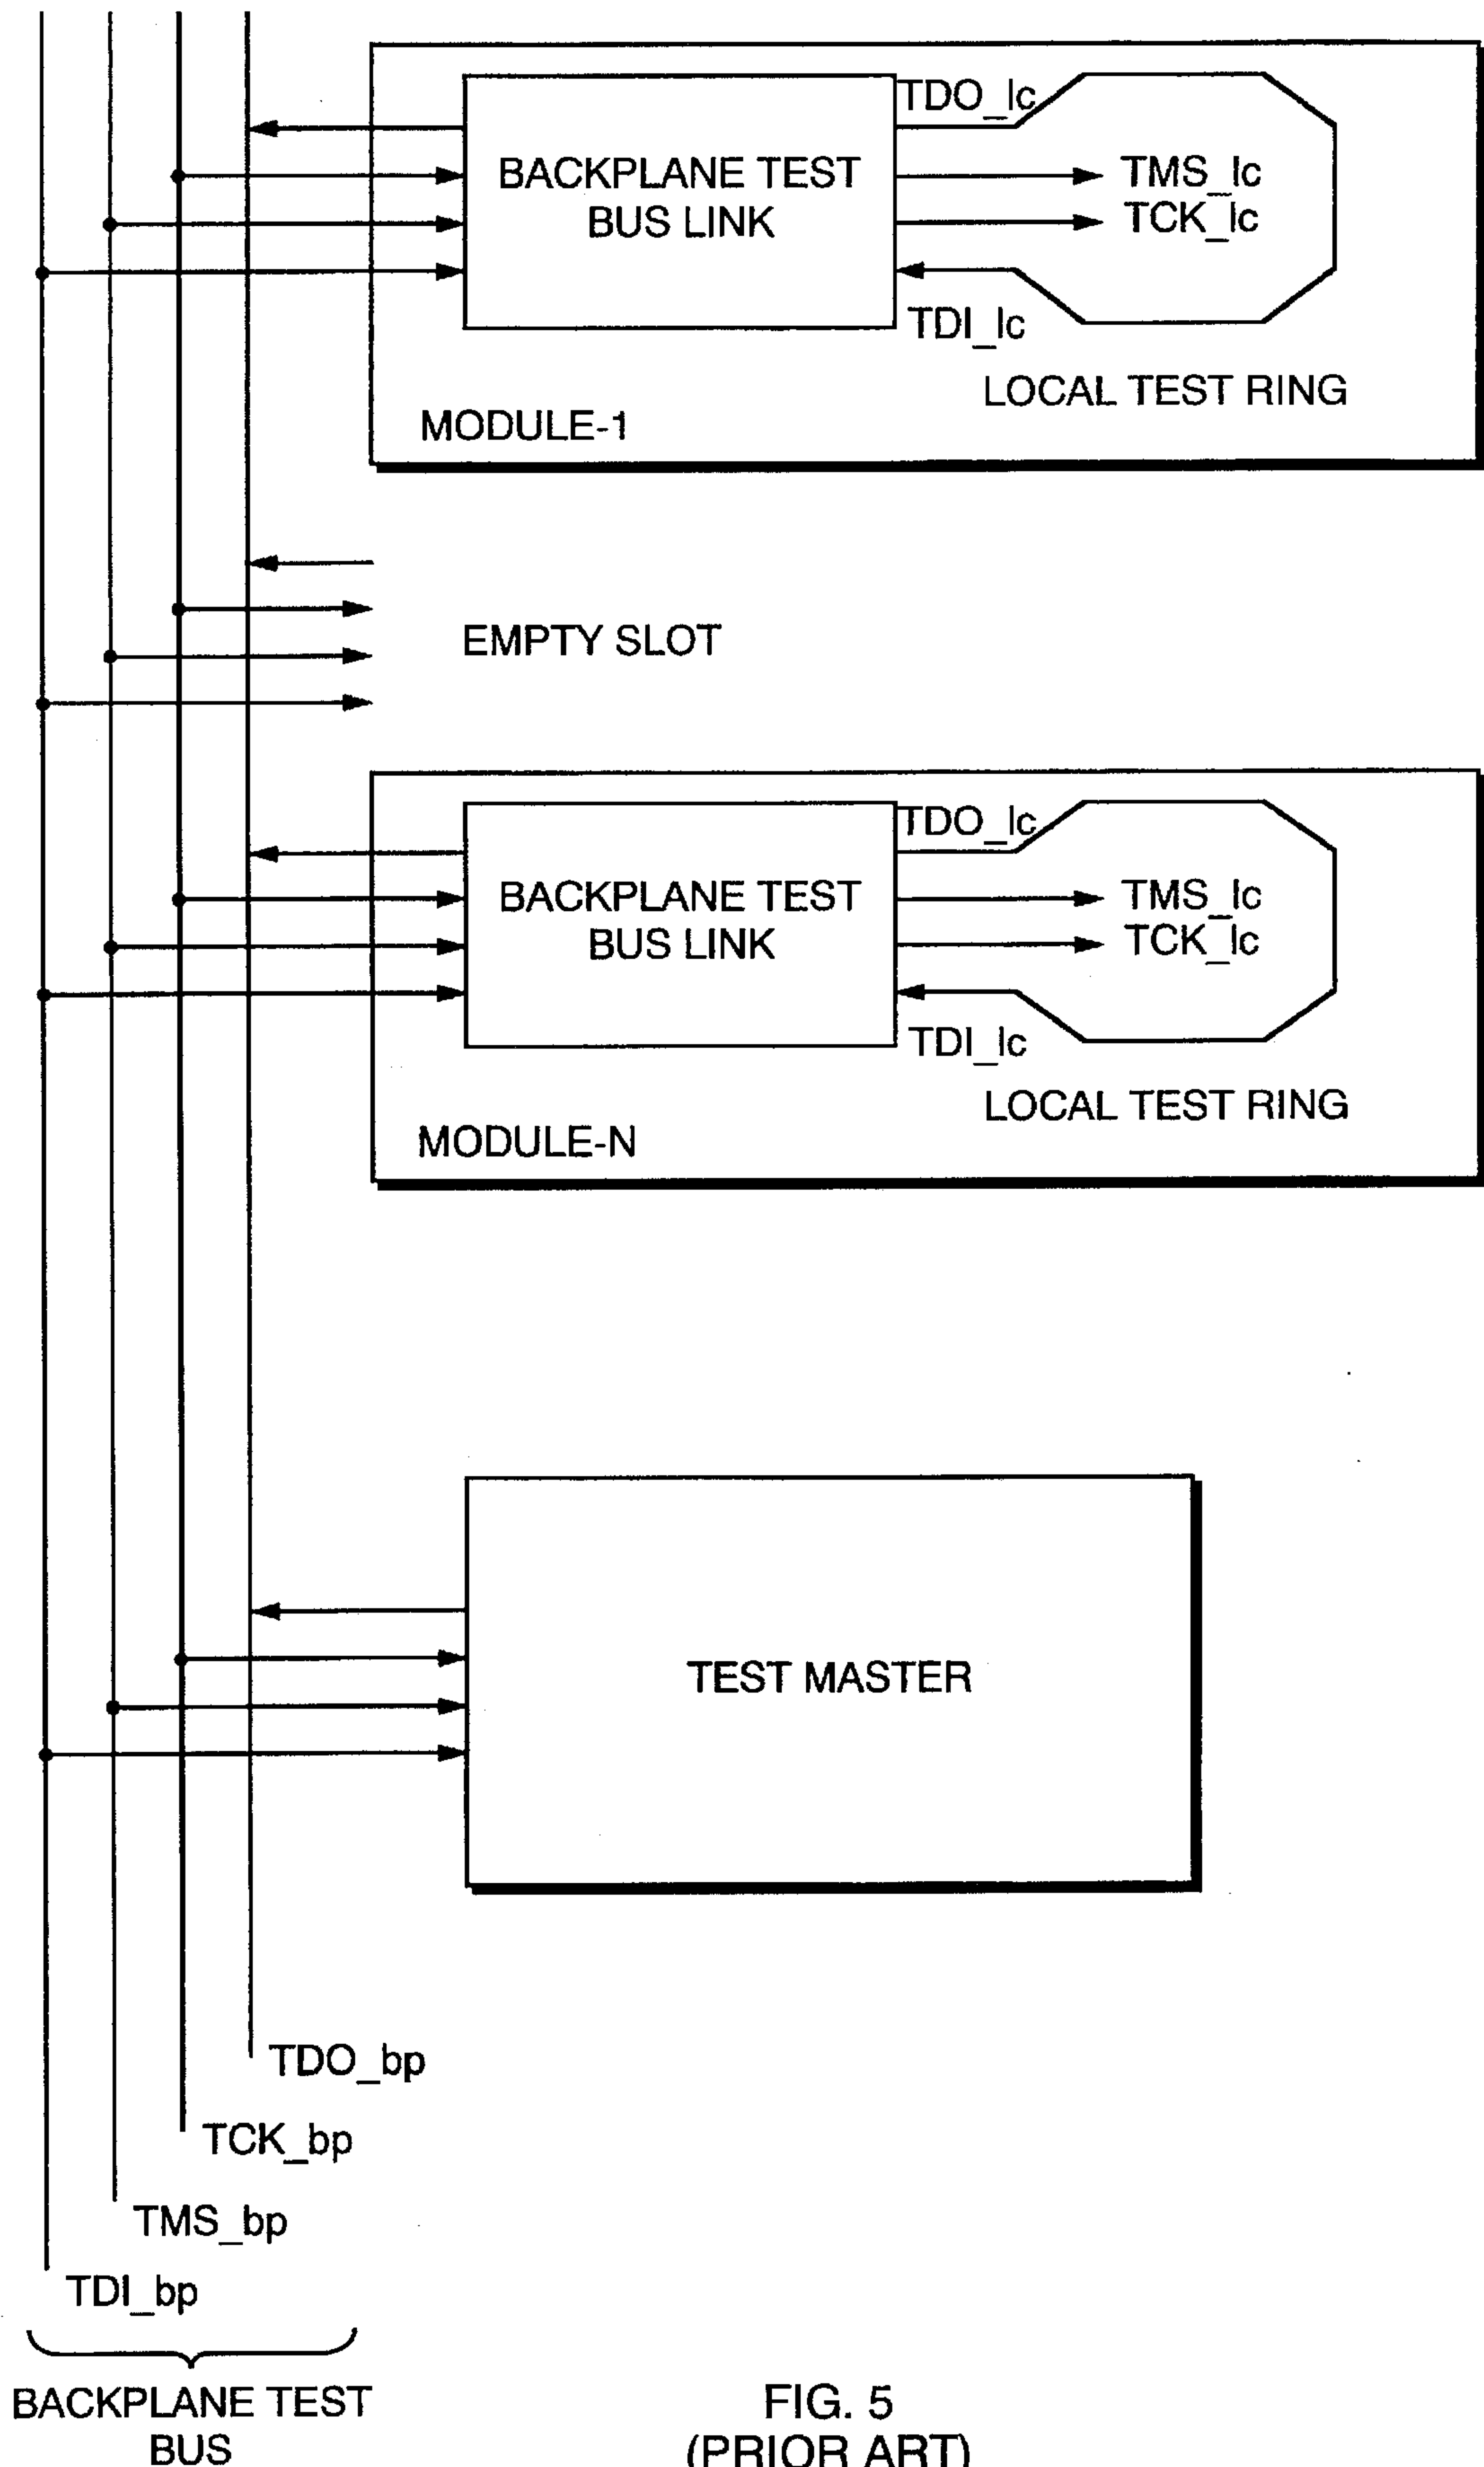 TDO_lc
BACKPLANE TEST
BUS LINK
TMS_lc
TCK_lc
TDI_lc
LOCAL TEST RING
MODULE-1
EMPTY SLOT
TDO_lc
BACKPLANE TEST
BUS LINK
TMS_lc
TCK_lc
TDI_lc
LOCAL TEST RING
MODULE-N
TEST MASTER
TDO_bp
TCK_bp
TMS_bp
TDI_bp
BACKPLANE TEST
BUS
FIG. 5
(PRIOR ART)